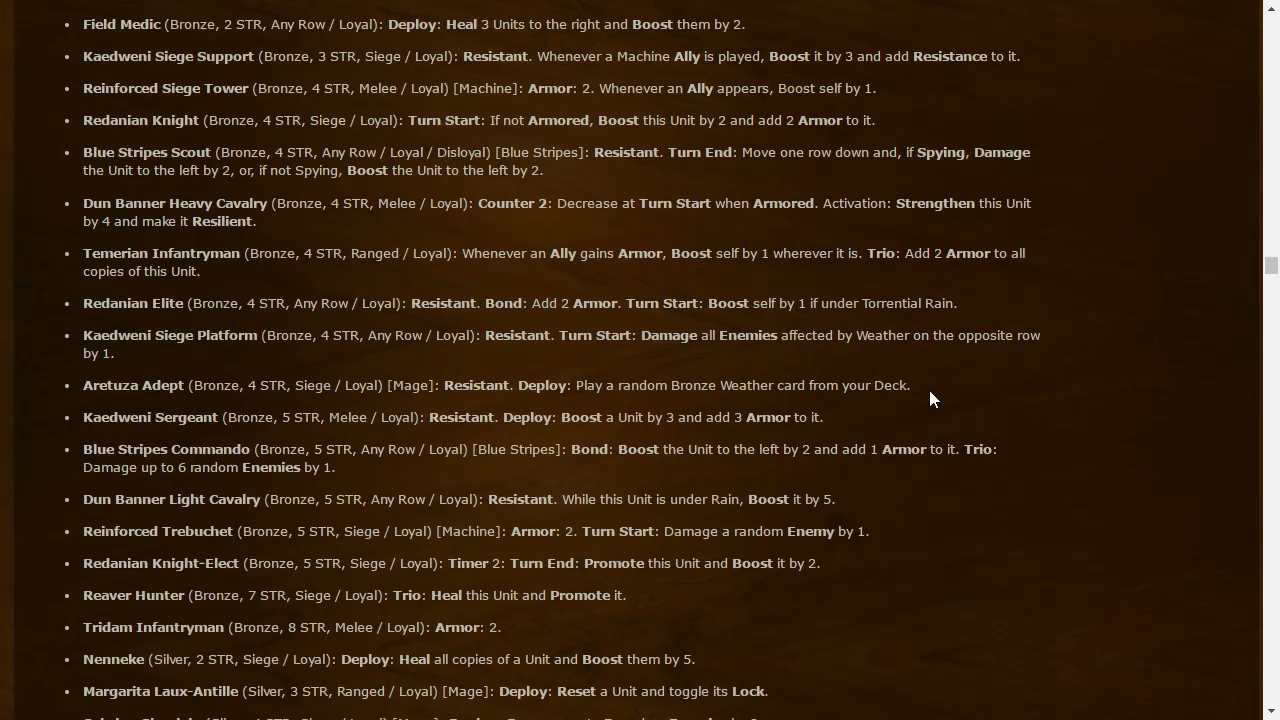 • Field Medic (Bronze, 2 STR, Any Row / Loyal): Deploy: Heal 3 Units to the right and Boost them by 2.
• Kaedweni Siege Support (Bronze, 3 STR, Siege / Loyal): Resistant. Whenever a Machine Ally is played, Boost it by 3 and add Resistance to it.
• Reinforced Siege Tower (Bronze, 4 STR, Melee / Loyal) [Machine]: Armor: 2. Whenever an Ally appears, Boost self by 1.
• Redanian Knight (Bronze, 4 STR, Siege / Loyal): Turn Start: If not Armored, Boost this Unit by 2 and add 2 Armor to it.
• Blue Stripes Scout (Bronze, 4 STR, Any Row / Loyal / Disloyal) [Blue Stripes]: Resistant. Turn End: Move one row down and, if Spying, Damage
the Unit to the left by 2, or, if not Spying, Boost the Unit to the left by 2.
• Dun Banner Heavy Cavalry (Bronze, 4 STR, Melee / Loyal): Counter 2: Decrease at Turn Start when Armored. Activation: Strengthen this Unit
by 4 and make it Resilient.
• Temerian Infantryman (Bronze, 4 STR, Ranged / Loyal): Whenever an Ally gains Armor, Boost self by 1 wherever it is. Trio: Add 2 Armor to all
copies of this Unit.
• Redanian Elite (Bronze, 4 STR, Any Row / Loyal): Resistant. Bond: Add 2 Armor. Turn Start: Boost self by 1 if under Torrential Rain.
• Kaedweni Siege Platform (Bronze, 4 STR, Any Row / Loyal): Resistant. Turn Start: Damage all Enemies affected by Weather on the opposite row
by 1.
• Aretuza Adept (Bronze, 4 STR, Siege / Loyal) [Mage]: Resistant. Deploy: Play a random Bronze Weather card from your Deck.
• Kaedweni Sergeant (Bronze, 5 STR, Melee / Loyal): Resistant. Deploy: Boost a Unit by 3 and add 3 Armor to it.
• Blue Stripes Commando (Bronze, 5 STR, Any Row / Loyal) [Blue Stripes]: Bond: Boost the Unit to the left by 2 and add 1 Armor to it. Trio:
Damage up to 6 random Enemies by 1.
• Dun Banner Light Cavalry (Bronze, 5 STR, Any Row / Loyal): Resistant. While this Unit is under Rain, Boost it by 5.
• Reinforced Trebuchet (Bronze, 5 STR, Siege / Loyal) [Machine]: Armor: 2. Turn Start: Damage a random Enemy by 1.
• Redanian Knight-Elect (Bronze, 5 STR, Siege / Loyal): Timer 2: Turn End: Promote this Unit and Boost it by 2.
• Reaver Hunter (Bronze, 7 STR, Siege / Loyal): Trio: Heal this Unit and Promote it.
• Tridam Infantryman (Bronze, 8 STR, Melee / Loyal): Armor: 2.
• Nenneke (Silver, 2 STR, Siege / Loyal): Deploy: Heal all copies of a Unit and Boost them by 5.
• Margarita Laux-Antille (Silver, 3 STR, Ranged / Loyal) [Mage]: Deploy: Reset a Unit and toggle its Lock.